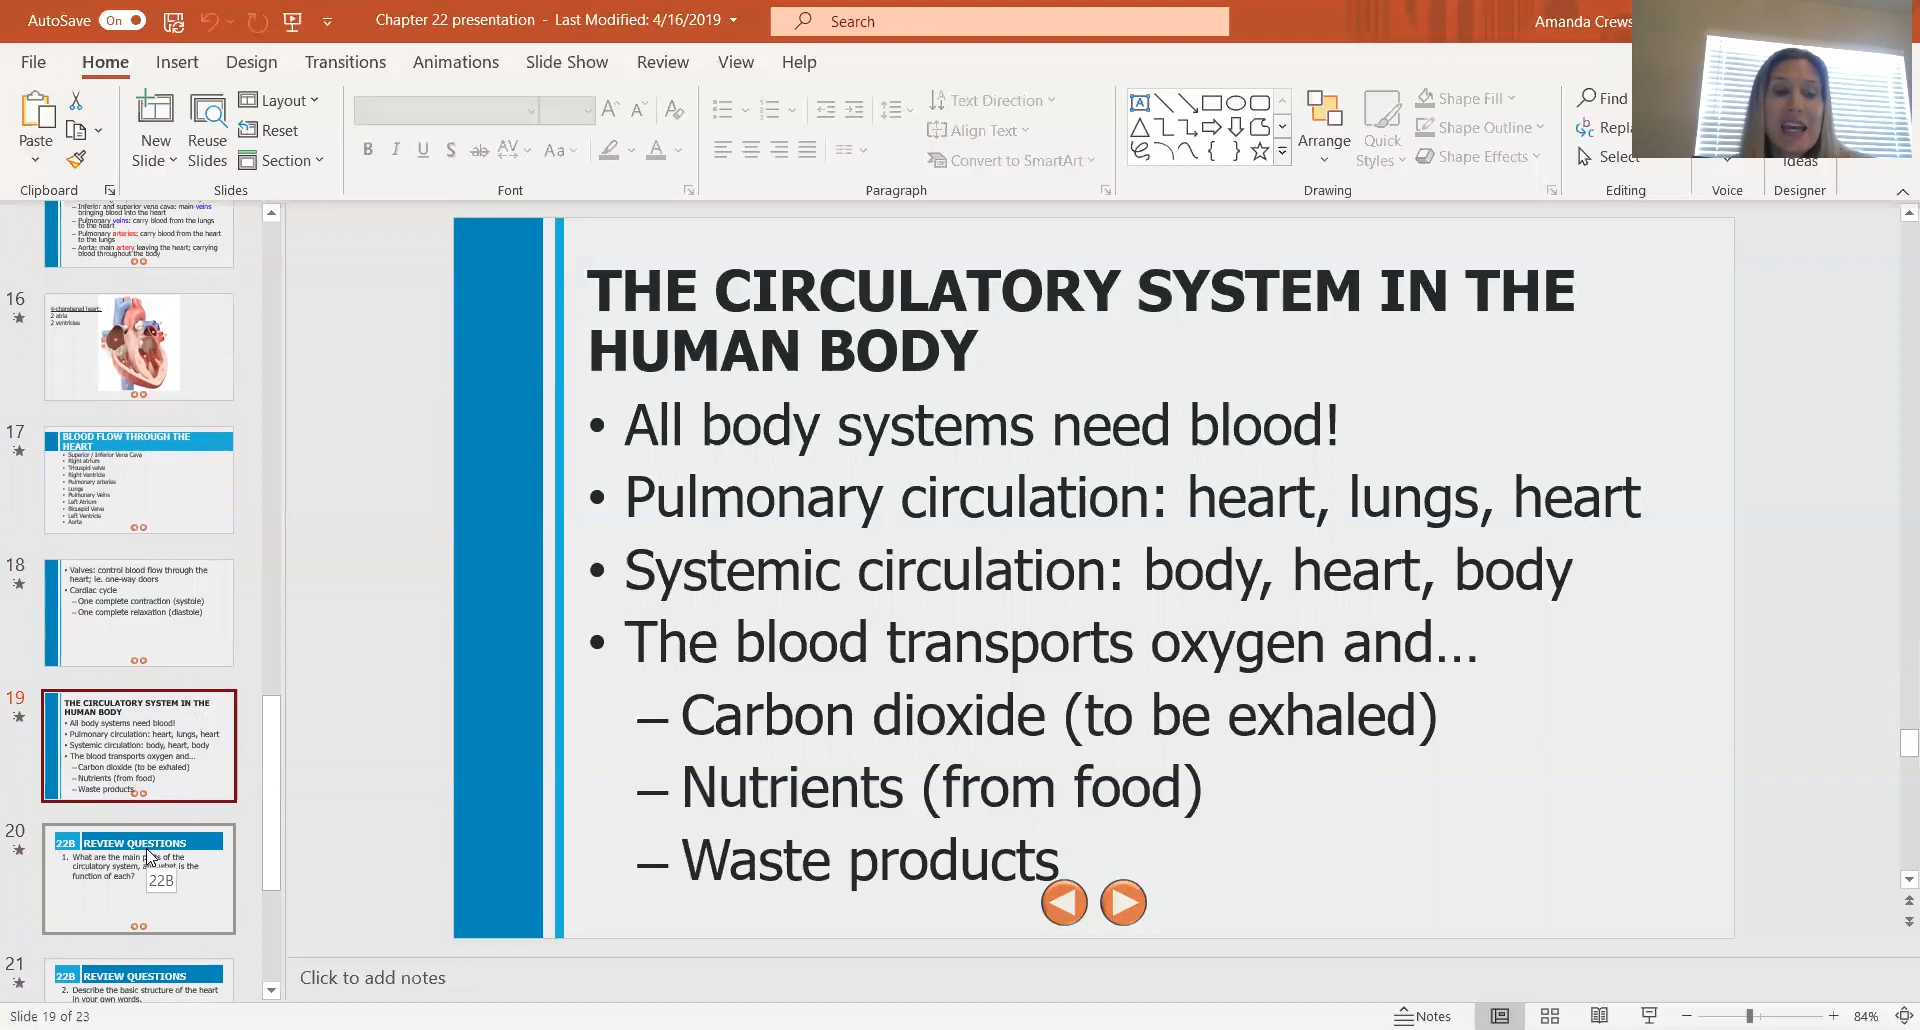 AutoSave On Chapter 22 presentation - Last Modified: 4/16/2019 Search Amanda Crews
File Home Insert Design Transitions Animations Slide Show Review View Help
Paste
Clipboard
New Slide
Reuse Slides
Layout
Reset
Section
Slides
B I U S ab AV Aa A
Font
Text Direction
Align Text
Convert to SmartArt
Paragraph
Arrange
Quick Styles
Shape Fill
Shape Outline
Shape Effects
Drawing
Find
Select
Editing
Voice
Ideas
Designer
– Inferior and superior vena cava: main veins
bringing blood into the heart
– Pulmonary veins: carry blood from the lungs
to the heart
– Pulmonary arteries: carry blood from the heart
to the lungs
– Aorta: main artery leaving the heart; carrying
blood throughout the body
16
4-chambered heart:
2 atria
2 ventricles
17
BLOOD FLOW THROUGH THE
HEART
• Superior / Inferior Vena Cava
• Right atrium
• Tricuspid valve
• Right Ventricle
• Pulmonary arteries
• Lungs
• Pulmonary Veins
• Left Atrium
• Bicuspid Valve
• Left Ventricle
• Aorta
18
• Valves: control blood flow through the
heart; ie. one-way doors
• Cardiac cycle
– One complete contraction (systole)
– One complete relaxation (diastole)
19
THE CIRCULATORY SYSTEM IN THE
HUMAN BODY
• All body systems need blood!
• Pulmonary circulation: heart, lungs, heart
• Systemic circulation: body, heart, body
• The blood transports oxygen and...
– Carbon dioxide (to be exhaled)
– Nutrients (from food)
– Waste products
20
22B REVIEW QUESTIONS
1. What are the main of the
circulatory system, what is the
function of each?
22B
21
22B REVIEW QUESTIONS
2. Describe the basic structure of the heart
in your own words.
THE CIRCULATORY SYSTEM IN THE
HUMAN BODY
• All body systems need blood!
• Pulmonary circulation: heart, lungs, heart
• Systemic circulation: body, heart, body
• The blood transports oxygen and...
– Carbon dioxide (to be exhaled)
– Nutrients (from food)
– Waste products
Click to add notes
Slide 19 of 23 Notes 84%